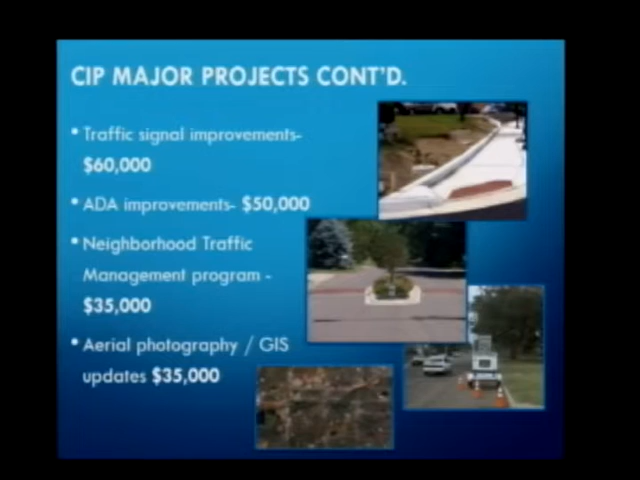 CIP MAJOR PROJECTS CONT'D.
• Traffic signal improvements-
$60,000
• ADA improvements- $50,000
• Neighborhood Traffic
Management program -
$35,000
• Aerial photography / GIS
updates $35,000